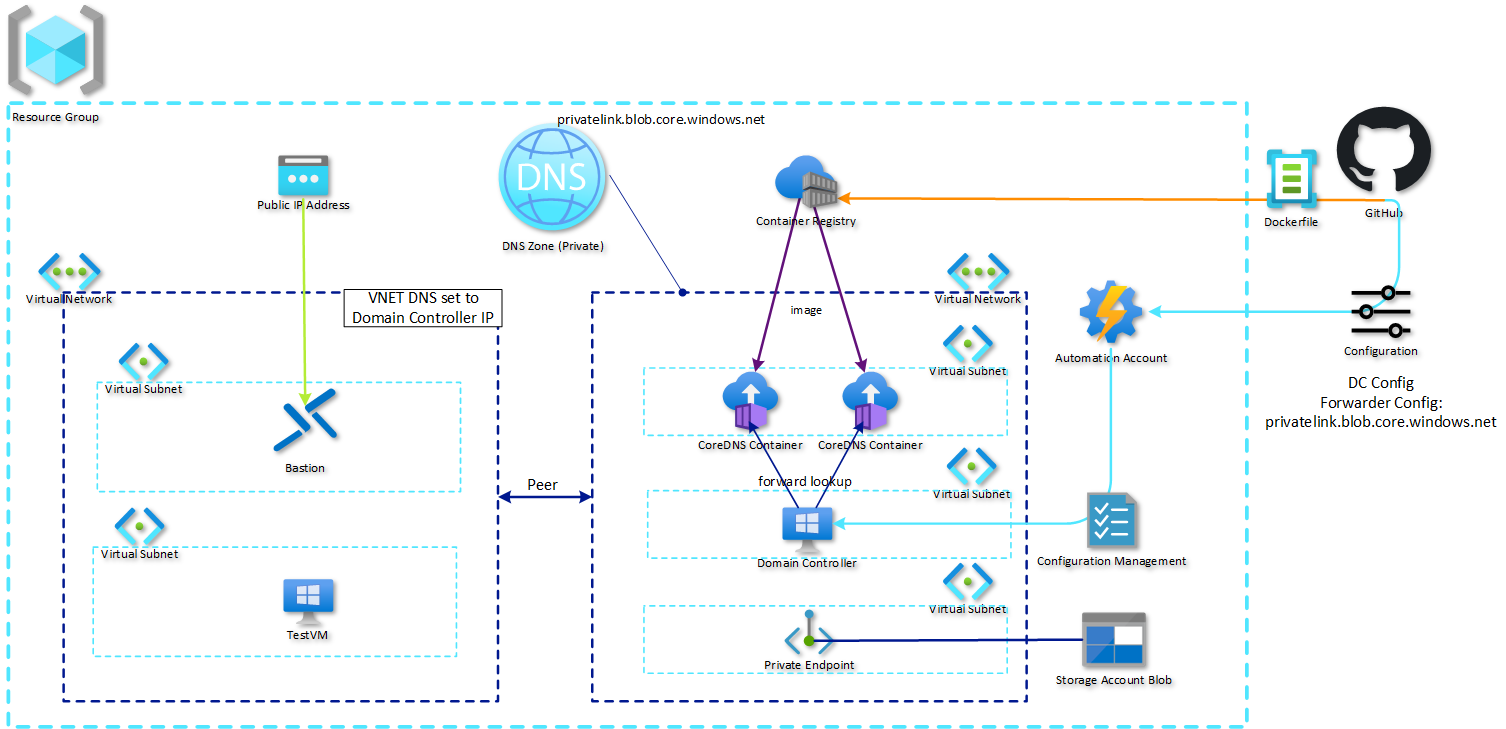 Resource Group
privatelink.blob.core.windows.net
DNS
Public IP Address
DNS Zone (Private)
Container Registry
Dockerfile
GitHub
Virtual Network
VNET DNS set to
Domain Controller IP
Virtual Network
image
Virtual Subnet
Virtual Subnet
Automation Account
Configuration
DC Config
Forwarder Config:
privatelink.blob.core.windows.net
Bastion
CoreDNS Container
CoreDNS Container
Peer
forward lookup
Virtual Subnet
Virtual Subnet
Domain Controller
Configuration Management
TestVM
Virtual Subnet
Private Endpoint
Storage Account Blob